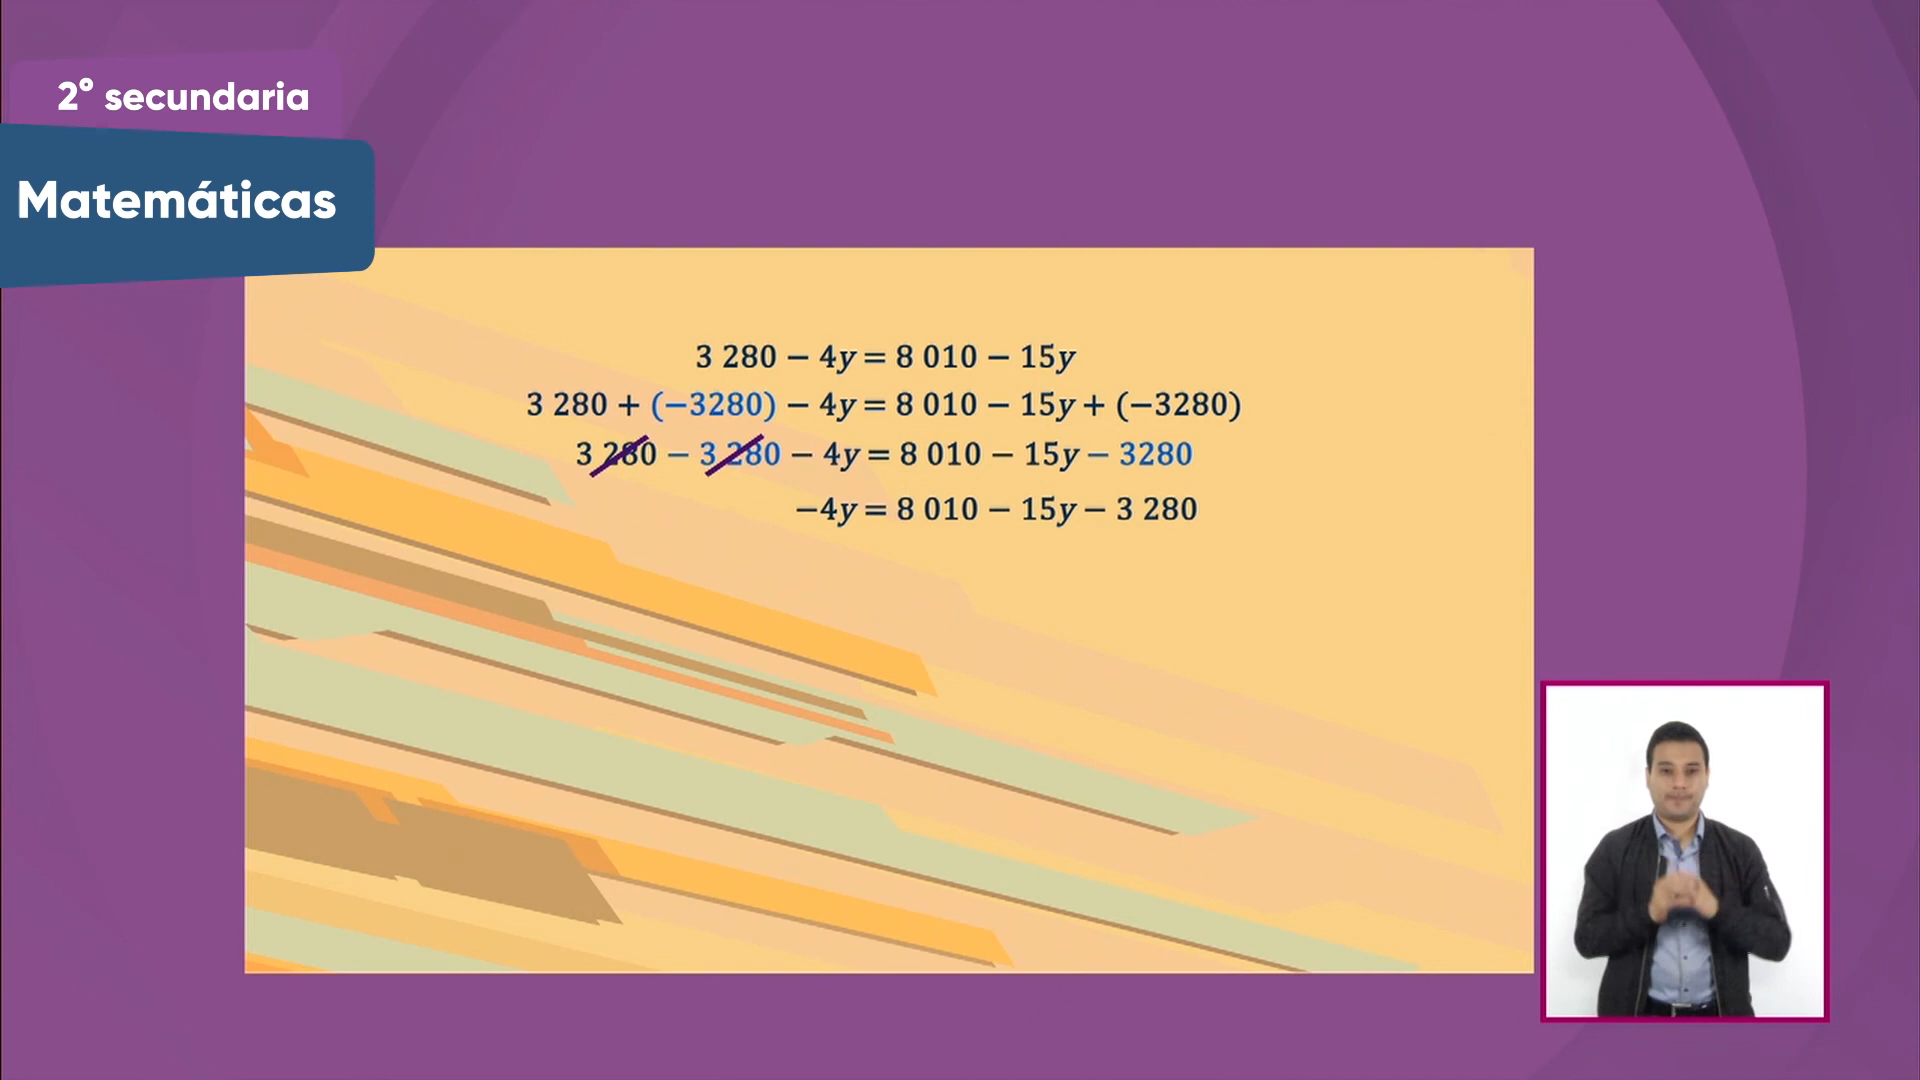 2° secundaria
Matemáticas
3 280 − 4y = 8 010 − 15y
3 280 + (−3280) − 4y = 8 010 − 15y + (−3280)
3 280 − 3 280 − 4y = 8 010 − 15y − 3280
−4y = 8 010 − 15y − 3 280